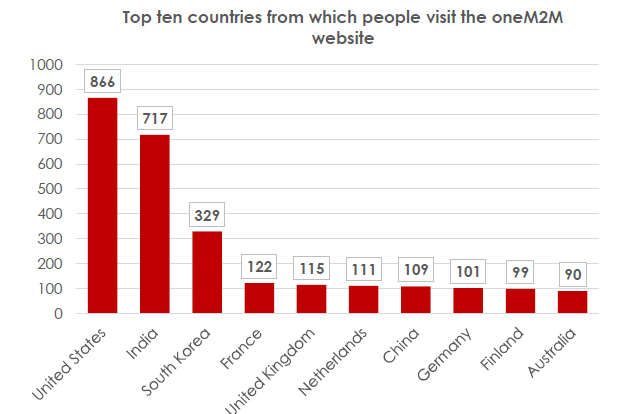 Top ten countries from which people visit the oneM2M
website
1000
900
800
700
600
500
400
300
200
100
0
866
717
329
122
115
111
109
101
99
90
United States
India
South Korea
France
United Kingdom
Netherlands
China
Germany
Finland
Australia